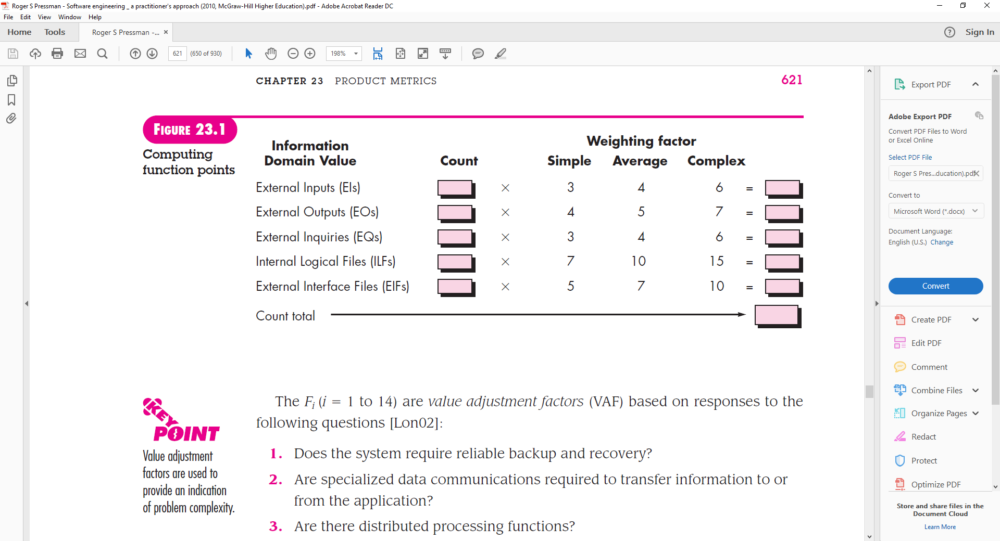 Roger S Pressman - Software engineering _ a practitioner's approach (2010, McGraw-Hill Higher Education).pdf - Adobe Acrobat Reader DC
File Edit View Window Help
Home Tools Roger S Pressman -... × ? Sign In
621 (650 of 930) 198%
CHAPTER 23 PRODUCT METRICS 621
FIGURE 23.1
Computing
function points
Information
Domain Value Count
Weighting factor
Simple Average Complex
External Inputs (EIs) × 3 4 6 =
External Outputs (EOs) × 4 5 7 =
External Inquiries (EQs) × 3 4 6 =
Internal Logical Files (ILFs) × 7 10 15 =
External Interface Files (EIFs) × 5 7 10 =
Count total
KEY
POINT
Value adjustment
factors are used to
provide an indication
of problem complexity.
The Fi (i = 1 to 14) are value adjustment factors (VAF) based on responses to the
following questions [Lon02]:
1. Does the system require reliable backup and recovery?
2. Are specialized data communications required to transfer information to or
from the application?
3. Are there distributed processing functions?
Export PDF
Adobe Export PDF
Convert PDF Files to Word
or Excel Online
Select PDF File
Roger S Pres...ducation).pdf
Convert to
Microsoft Word (*.docx)
Document Language:
English (U.S.) Change
Convert
Create PDF
Edit PDF
Comment
Combine Files
Organize Pages
Redact
Protect
Optimize PDF
Store and share files in the
Document Cloud
Learn More